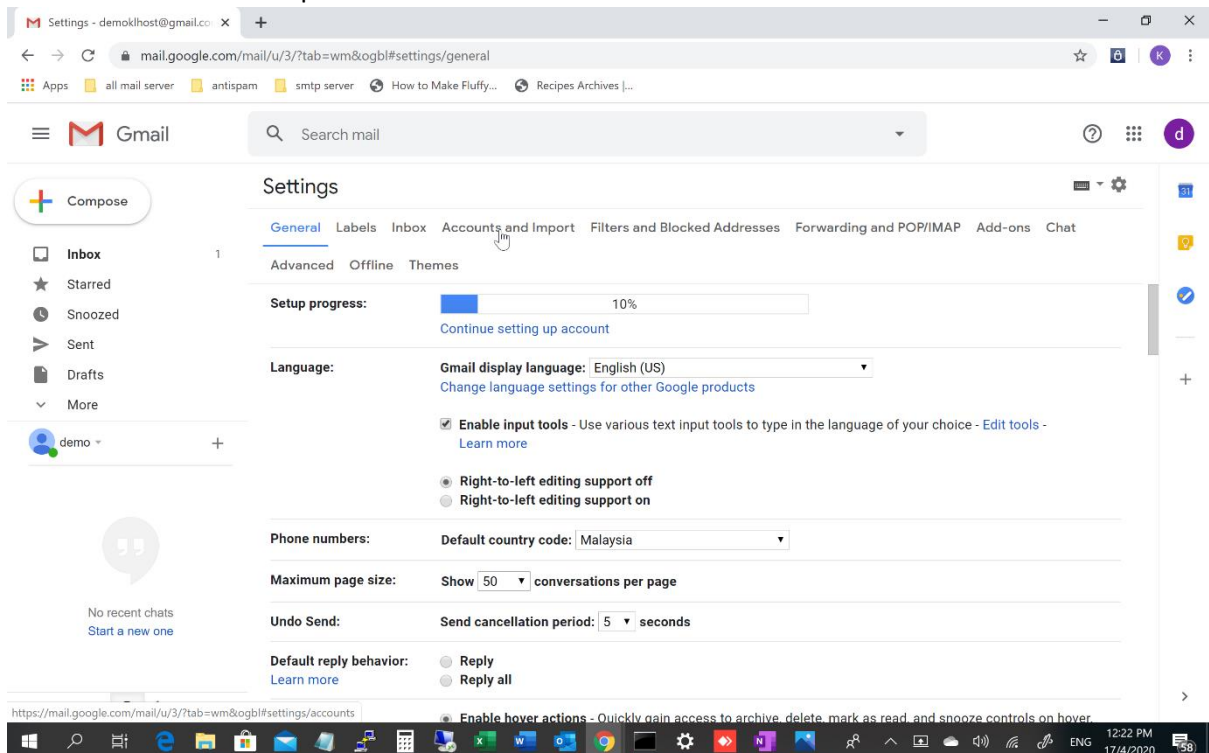 Settings - demoklhost@gmail.co
mail.google.com/mail/u/3/?tab=wm&ogbl#settings/general
K
Apps all mail server antispam smtp server How to Make Fluffy... Recipes Archives |...
Gmail
Search mail
d
Compose
Inbox 1
Starred
Snoozed
Sent
Drafts
More
demo
No recent chats
Start a new one
Settings
31
General Labels Inbox Accounts and Import Filters and Blocked Addresses Forwarding and POP/IMAP Add-ons Chat
Advanced Offline Themes
Setup progress: 10%
Continue setting up account
Language: Gmail display language: English (US)
Change language settings for other Google products
Enable input tools - Use various text input tools to type in the language of your choice - Edit tools -
Learn more
Right-to-left editing support off
Right-to-left editing support on
Phone numbers: Default country code: Malaysia
Maximum page size: Show 50 conversations per page
Undo Send: Send cancellation period: 5 seconds
Default reply behavior: Reply
Learn more Reply all
Enable hover actions - Quickly gain access to archive, delete, mark as read, and snooze controls on hover.
https://mail.google.com/mail/u/3/?tab=wm&ogbl#settings/accounts
ENG 12:22 PM
17/4/2020
58